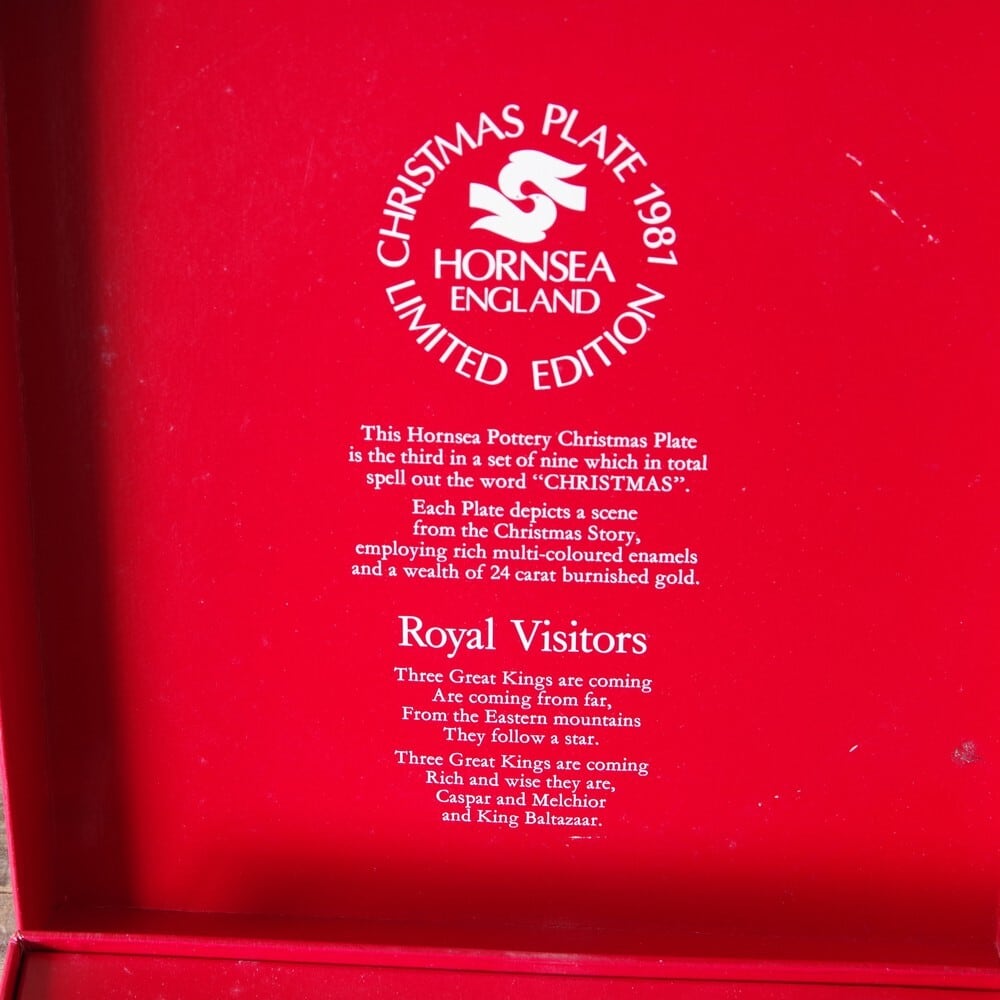 CHRISTMAS PLATE 1981
HORNSEA
ENGLAND
LIMITED EDITION
This Hornsea Pottery Christmas Plate
is the third in a set of nine which in total
spell out the word “CHRISTMAS”.
Each Plate depicts a scene
from the Christmas Story,
employing rich multi-coloured enamels
and a wealth of 24 carat burnished gold.
Royal Visitors
Three Great Kings are coming
Are coming from far,
From the Eastern mountains
They follow a star.
Three Great Kings are coming
Rich and wise they are,
Caspar and Melchior
and King Baltazaar.